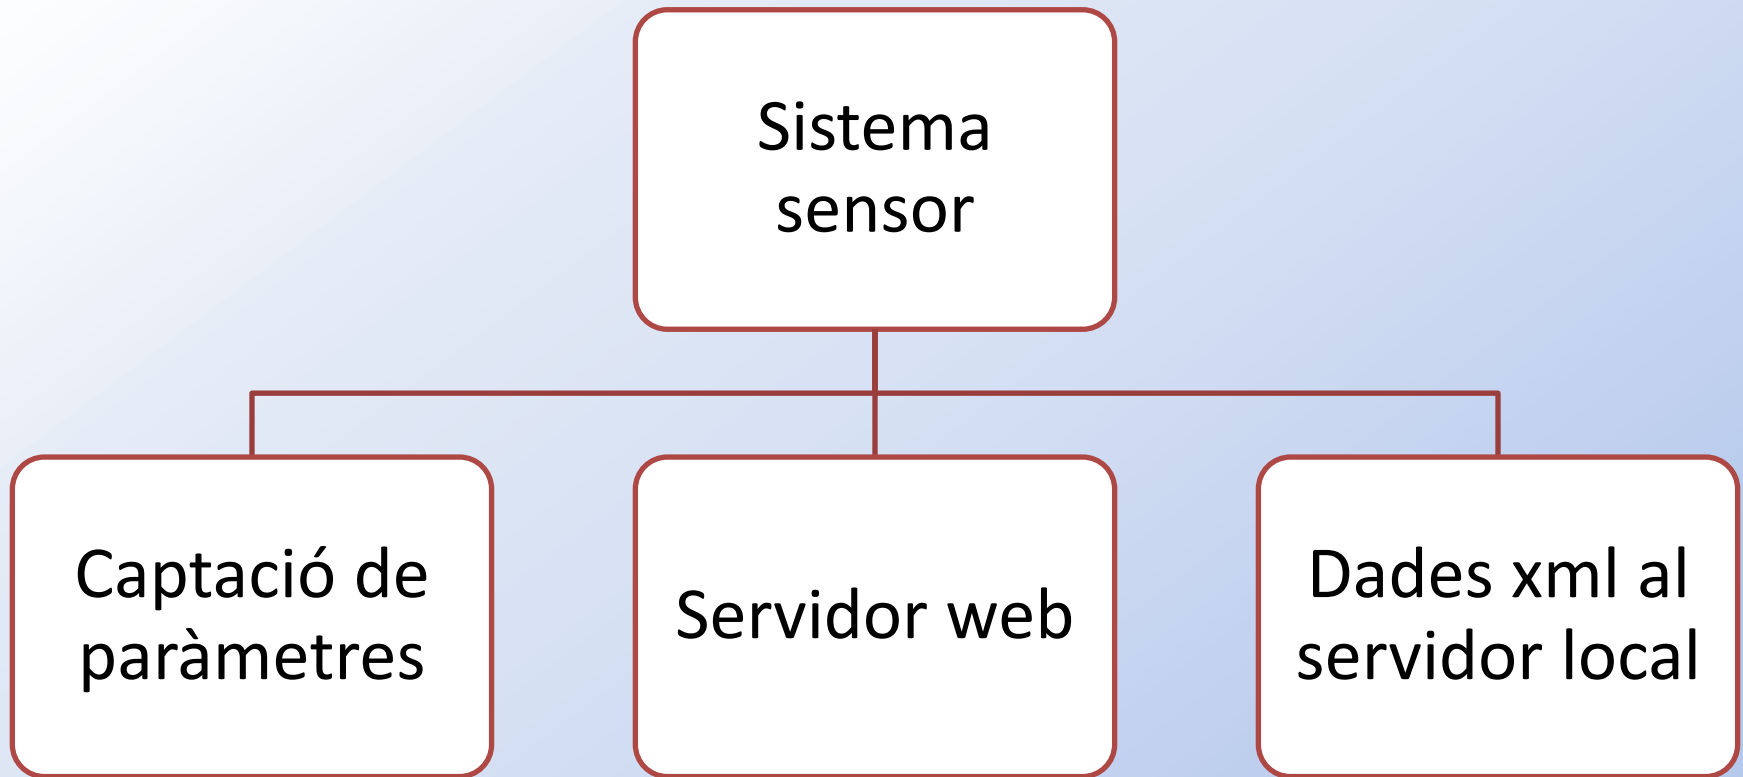 Sistema
sensor
Captació de
paràmetres
Servidor web
Dades xml al
servidor local